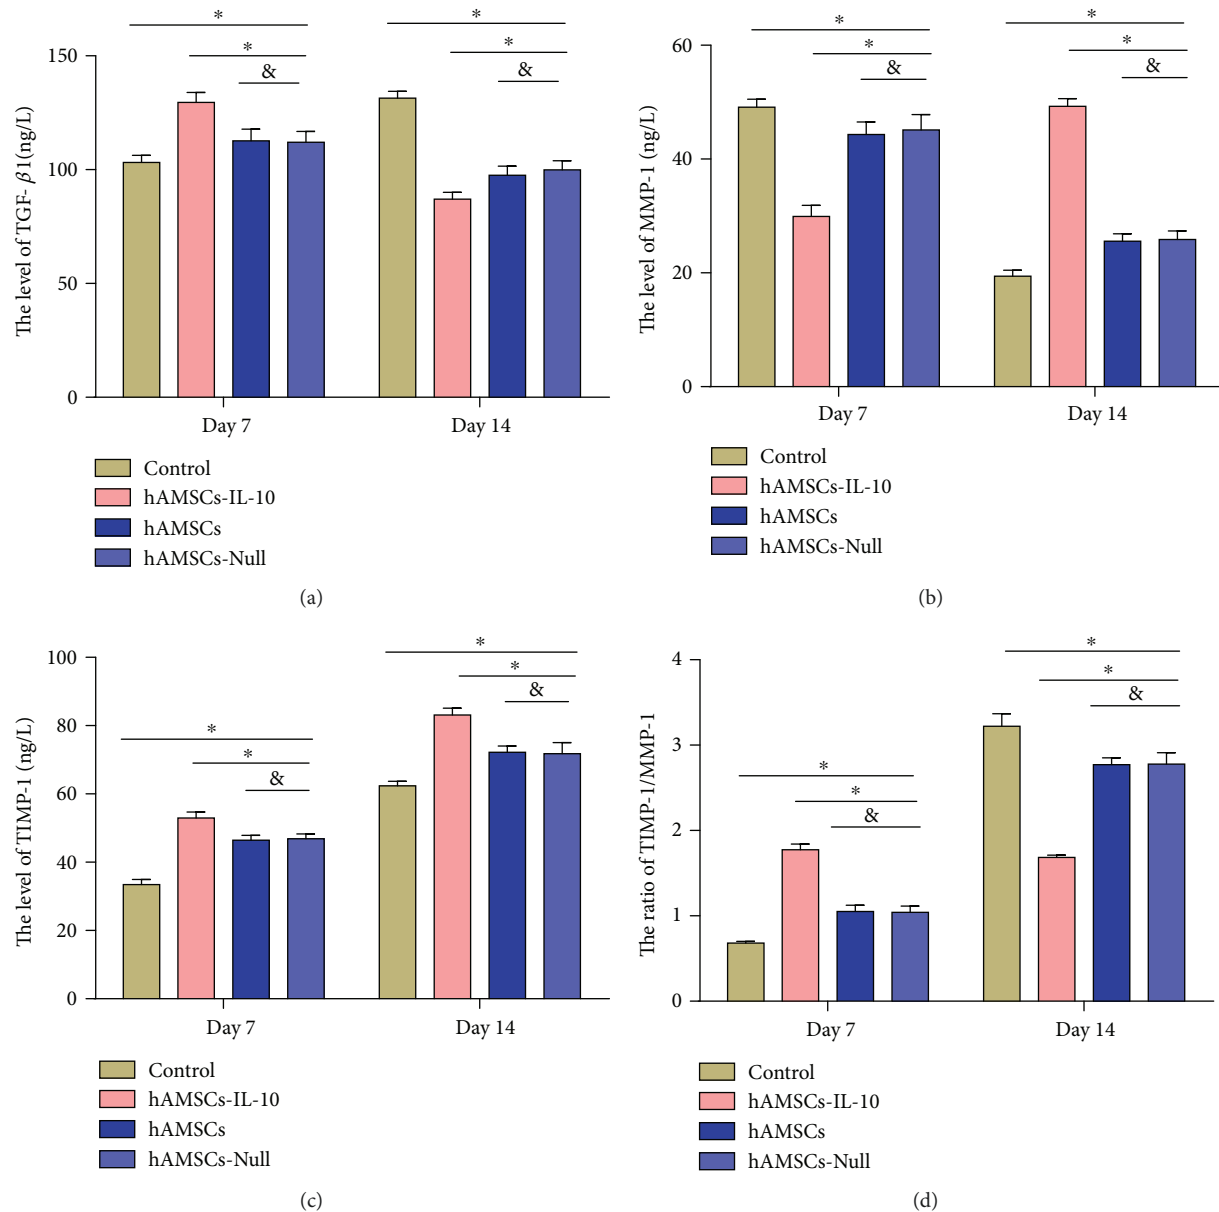 The level of TGF- β1(ng/L)
150
100
50
0
*
*
&
*
*
&
Day 7
Day 14
Control
hAMSCs-IL-10
hAMSCs
hAMSCs-Null
(a)
The level of MMP-1 (ng/L)
60
40
20
0
*
*
&
*
*
&
Day 7
Day 14
Control
hAMSCs-IL-10
hAMSCs
hAMSCs-Null
(b)
The level of TIMP-1 (ng/L)
100
80
60
40
20
0
*
*
&
*
*
&
Day 7
Day 14
Control
hAMSCs-IL-10
hAMSCs
hAMSCs-Null
(c)
The ratio of TIMP-1/MMP-1
4
3
2
1
0
*
*
&
*
*
&
Day 7
Day 14
Control
hAMSCs-IL-10
hAMSCs
hAMSCs-Null
(d)